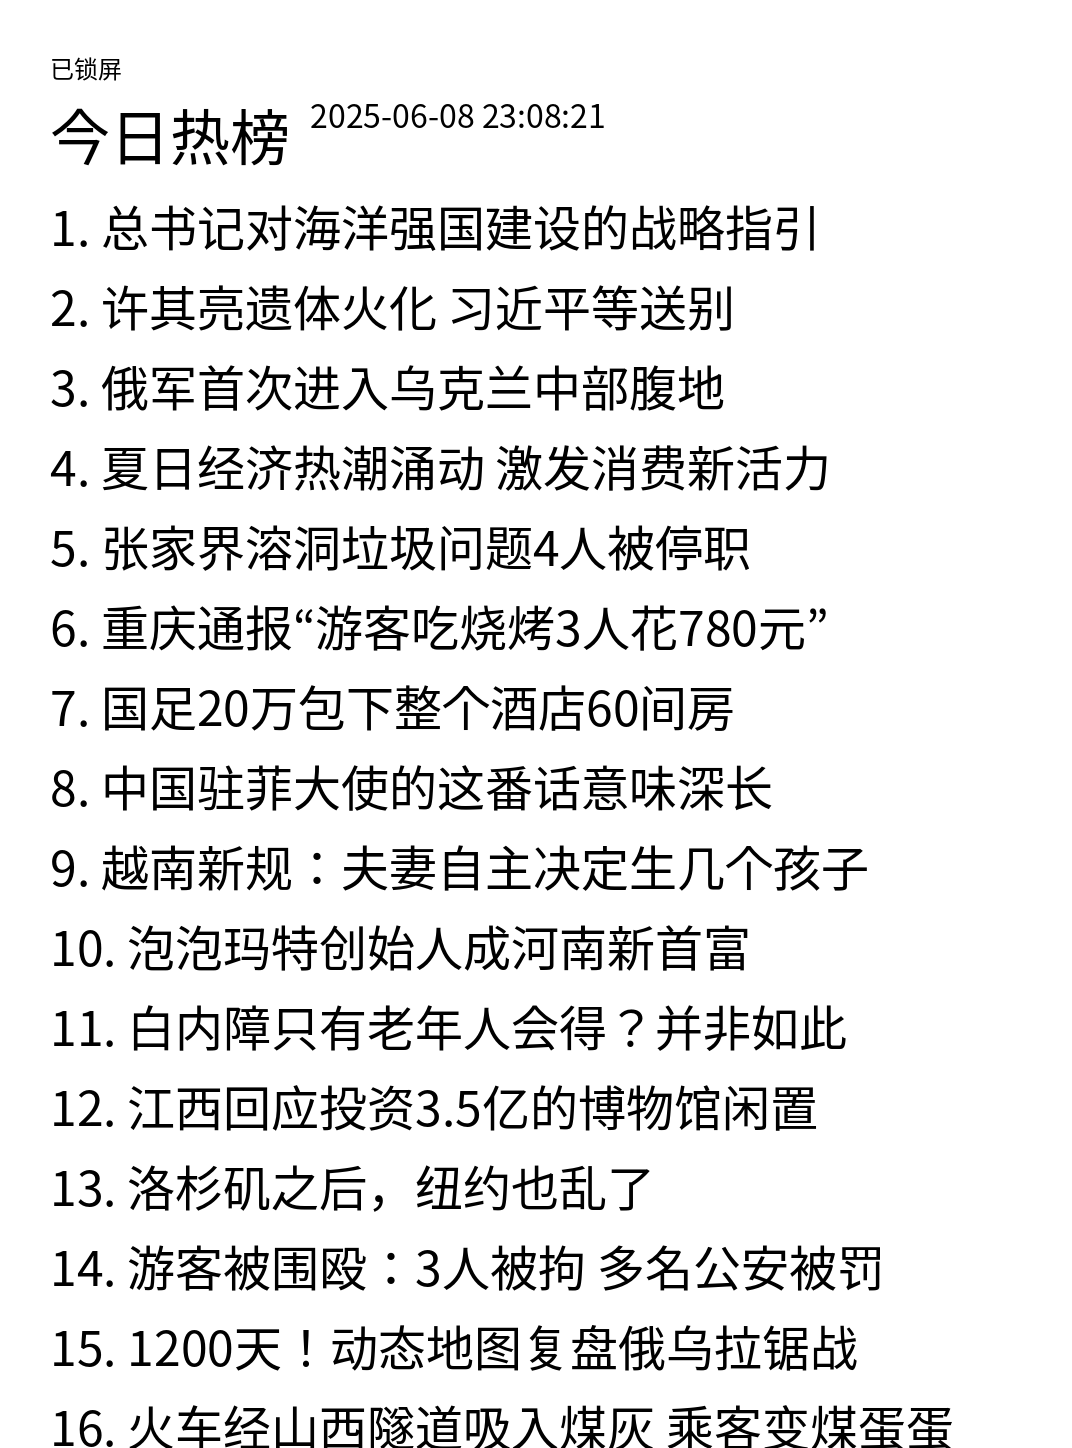 已锁屏
今日热榜 2025-06-08 23:08:21
1. 总书记对海洋强国建设的战略指引
2. 许其亮遗体火化 习近平等送别
3. 俄军首次进入乌克兰中部腹地
4. 夏日经济热潮涌动 激发消费新活力
5. 张家界溶洞垃圾问题4人被停职
6. 重庆通报“游客吃烧烤3人花780元”
7. 国足20万包下整个酒店60间房
8. 中国驻菲大使的这番话意味深长
9. 越南新规：夫妻自主决定生几个孩子
10. 泡泡玛特创始人成河南新首富
11. 白内障只有老年人会得？并非如此
12. 江西回应投资3.5亿的博物馆闲置
13. 洛杉矶之后，纽约也乱了
14. 游客被围殴：3人被拘 多名公安被罚
15. 1200天！动态地图复盘俄乌拉锯战
16. 火车经山西隧道吸入煤灰 乘客变煤蛋蛋